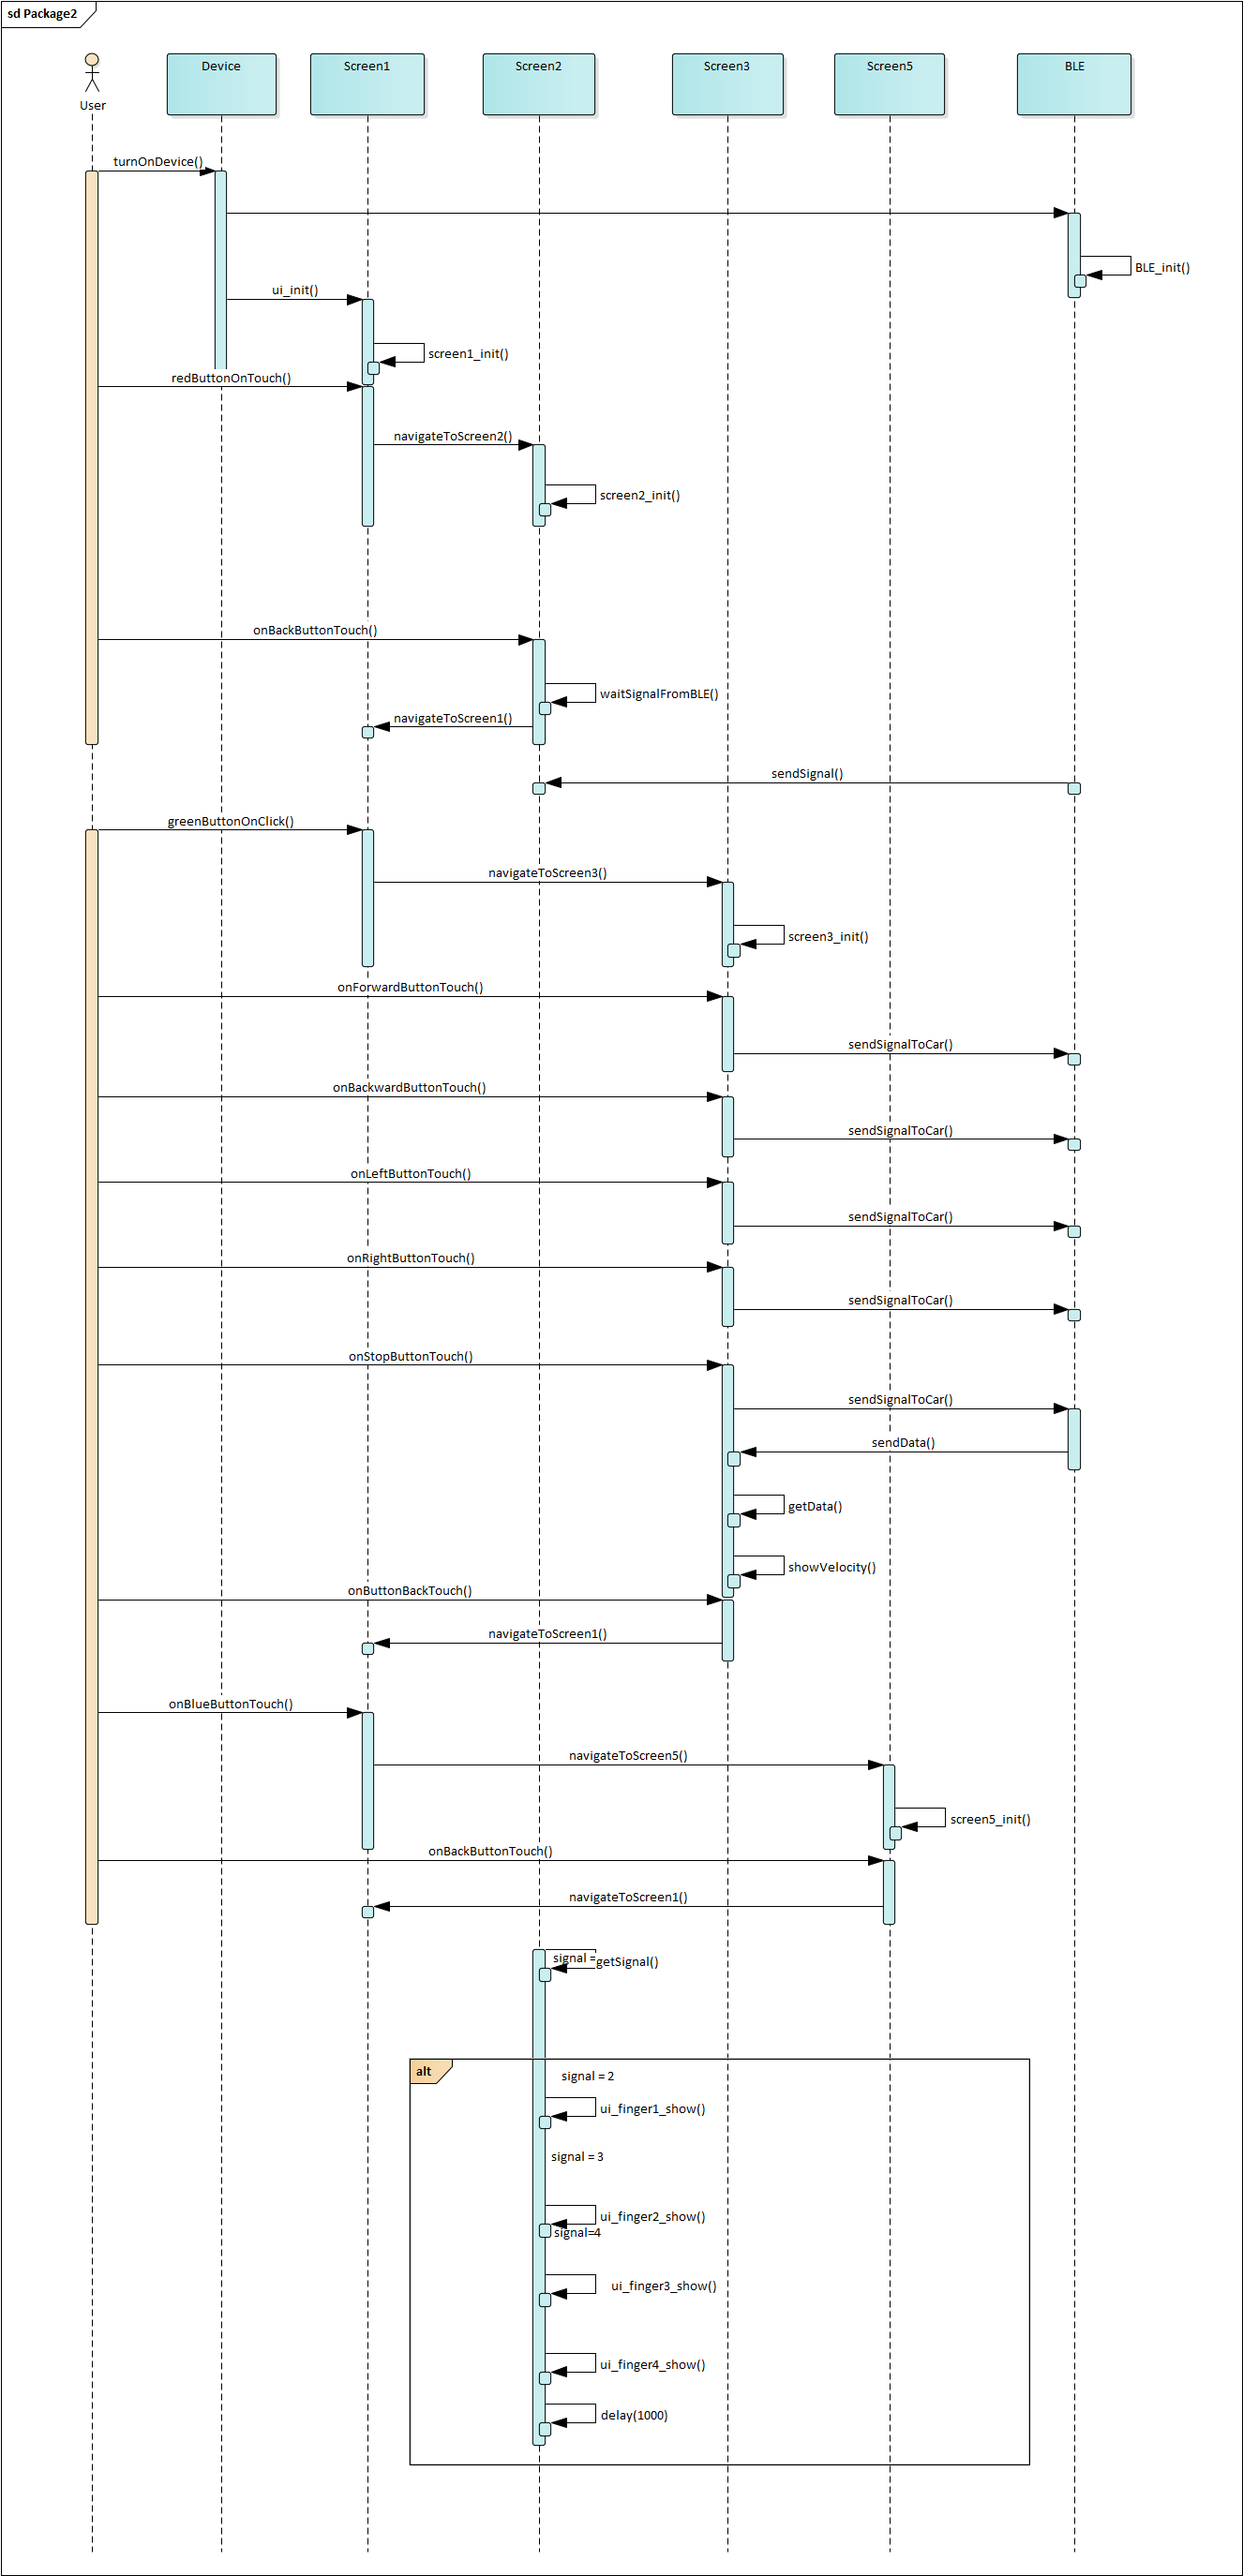 sd Package2
User
Device
Screen1
Screen2
Screen3
Screen5
BLE
turnOnDevice()
BLE_init()
ui_init()
screen1_init()
redButtonOnTouch()
navigateToScreen2()
screen2_init()
onBackButtonTouch()
waitSignalFromBLE()
navigateToScreen1()
sendSignal()
greenButtonOnClick()
navigateToScreen3()
screen3_init()
onForwardButtonTouch()
sendSignalToCar()
onBackwardButtonTouch()
sendSignalToCar()
onLeftButtonTouch()
sendSignalToCar()
onRightButtonTouch()
sendSignalToCar()
onStopButtonTouch()
sendSignalToCar()
sendData()
getData()
showVelocity()
onButtonBackTouch()
navigateToScreen1()
onBlueButtonTouch()
navigateToScreen5()
screen5_init()
onBackButtonTouch()
navigateToScreen1()
signal =
getSignal()
alt
signal = 2
ui_finger1_show()
signal = 3
ui_finger2_show()
signal=4
ui_finger3_show()
ui_finger4_show()
delay(1000)